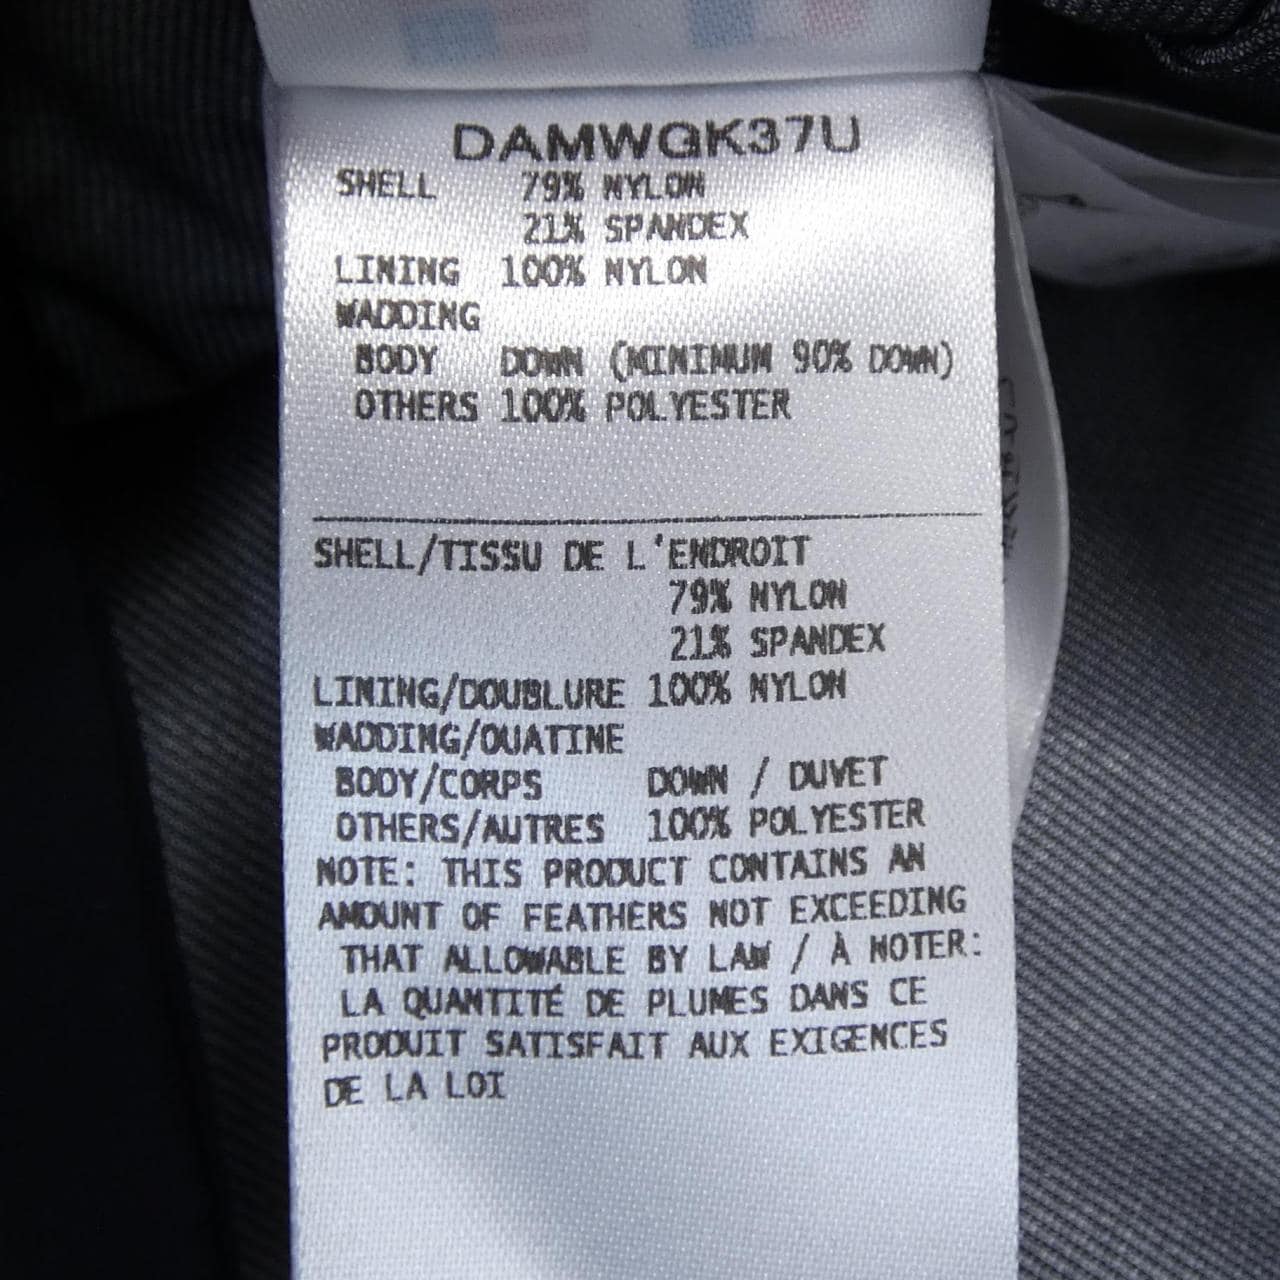 DAMWGK37U
SHELL 79% NYLON
21% SPANDEX
LINING 100% NYLON
WADDING
BODY DOWN (MINIMUM 90% DOWN)
OTHERS 100% POLYESTER
SHELL/TISSU DE L'ENDROIT
79% NYLON
21% SPANDEX
LINING/DOUBLURE 100% NYLON
WADDING/OUATINE
BODY/CORPS DOWN / DUVET
OTHERS/AUTRES 100% POLYESTER
NOTE: THIS PRODUCT CONTAINS AN
AMOUNT OF FEATHERS NOT EXCEEDING
THAT ALLOWABLE BY LAW / À NOTER:
LA QUANTITÉ DE PLUMES DANS CE
PRODUIT SATISFAIT AUX EXIGENCES
DE LA LOI